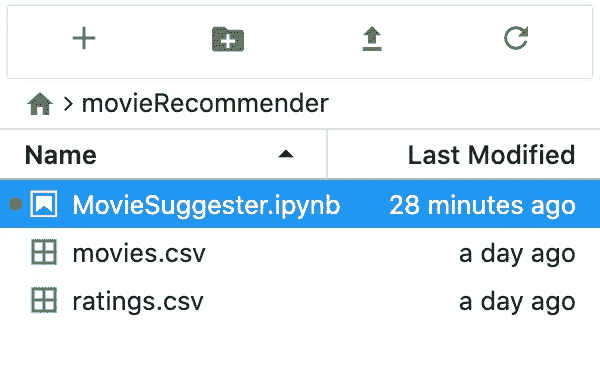 movieRecommender
Name Last Modified
MovieSuggester.ipynb 28 minutes ago
movies.csv a day ago
ratings.csv a day ago